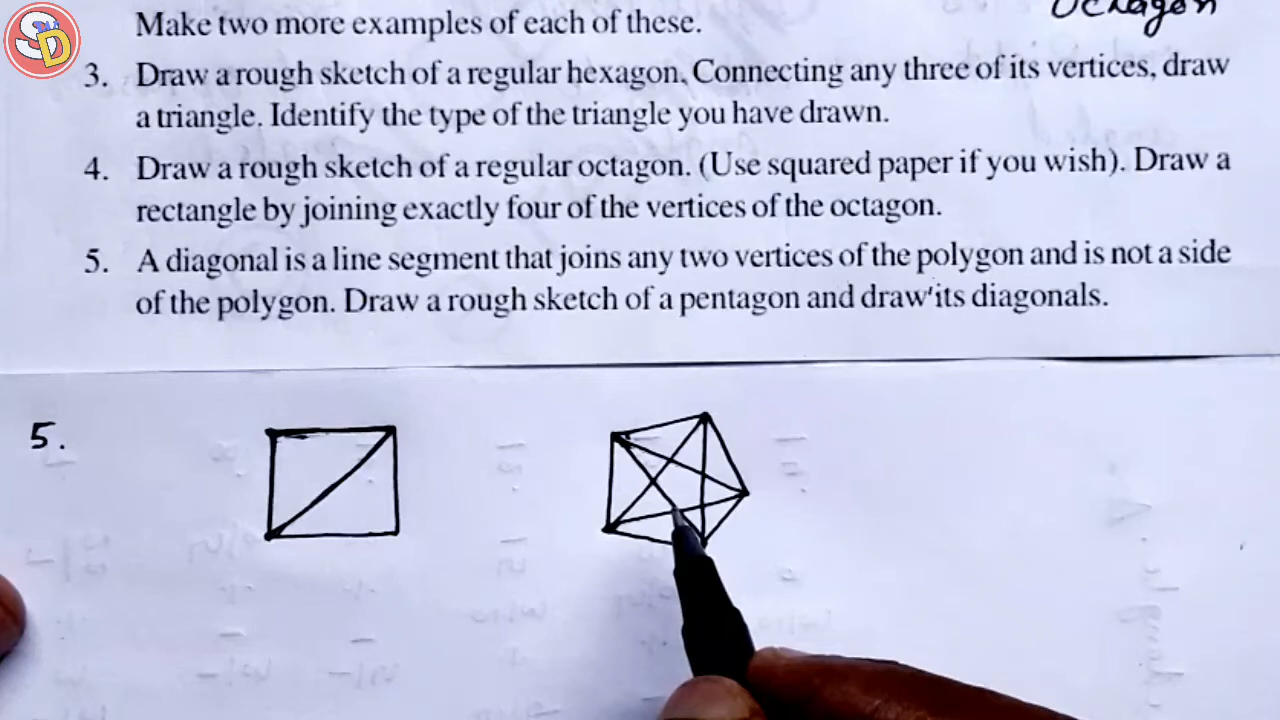 SD
Octagon
Make two more examples of each of these.
3. Draw a rough sketch of a regular hexagon. Connecting any three of its vertices, draw
a triangle. Identify the type of the triangle you have drawn.
4. Draw a rough sketch of a regular octagon. (Use squared paper if you wish). Draw a
rectangle by joining exactly four of the vertices of the octagon.
5. A diagonal is a line segment that joins any two vertices of the polygon and is not a side
of the polygon. Draw a rough sketch of a pentagon and draw its diagonals.
5.